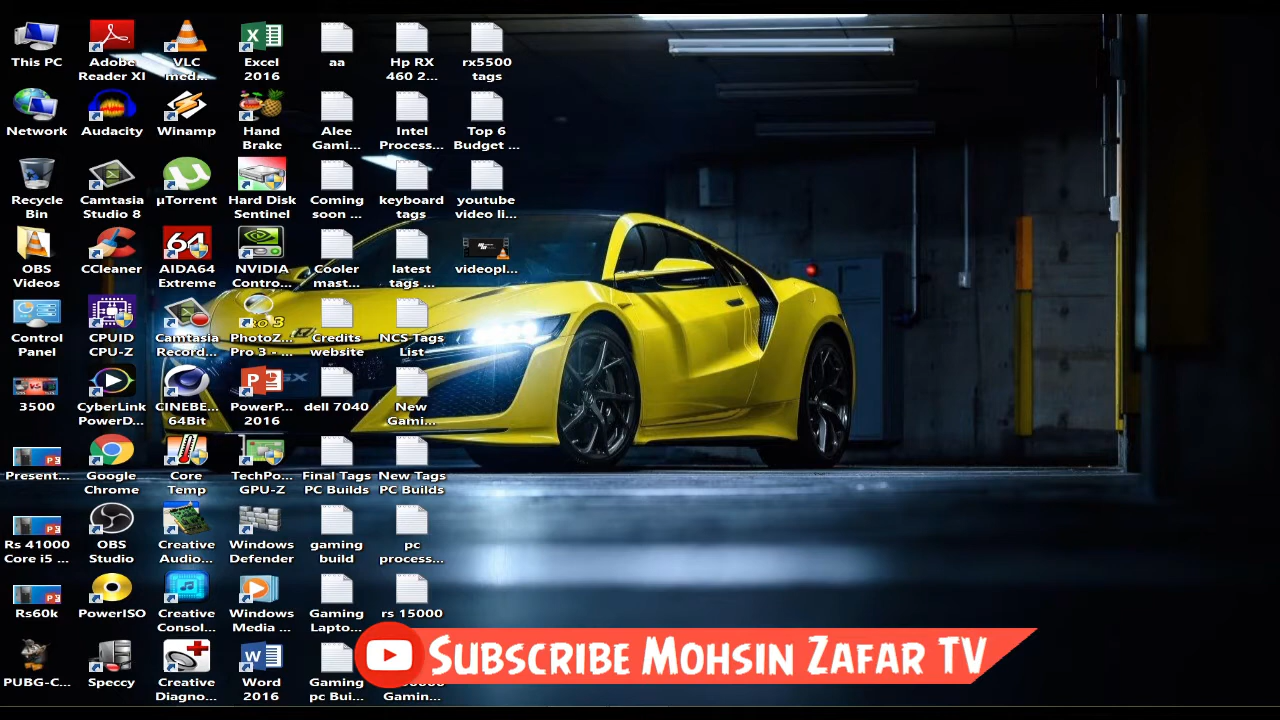 This PC
Adobe
Reader XI
VLC
med...
Excel
2016
aa
Hp RX
460 2...
rx5500
tags
Network
Audacity
Winamp
Hand
Brake
Alee
Gami...
Intel
Process...
Top 6
Budget ...
Recycle
Bin
Camtasia
Studio 8
µTorrent
Hard Disk
Sentinel
Coming
soon ...
keyboard
tags
youtube
video li...
OBS
Videos
CCleaner
64
AIDA64
Extreme
NVIDIA
Contro...
Cooler
mast...
latest
tags ...
videopl...
Control
Panel
CPUID
CPU-Z
Camtasia
Record...
PhotoZ...
Pro 3 - ...
Credits
website
NCS Tags
List
3500
CyberLink
PowerD...
CINEBE...
64Bit
PowerP...
2016
dell 7040
New
Gami...
Present...
Google
Chrome
Core
Temp
TechPo...
GPU-Z
Final Tags
PC Builds
New Tags
PC Builds
Rs 41000
Core i5 ...
OBS
Studio
Creative
Audio...
Windows
Defender
gaming
build
pc
process...
Rs60k
PowerISO
Creative
Consol...
Windows
Media ...
Gaming
Lapto...
rs 15000
PUBG-C...
Speccy
Creative
Diagno...
Word
2016
Gaming
pc Bui...
Gamin...
Subscribe Mohsin Zafar TV